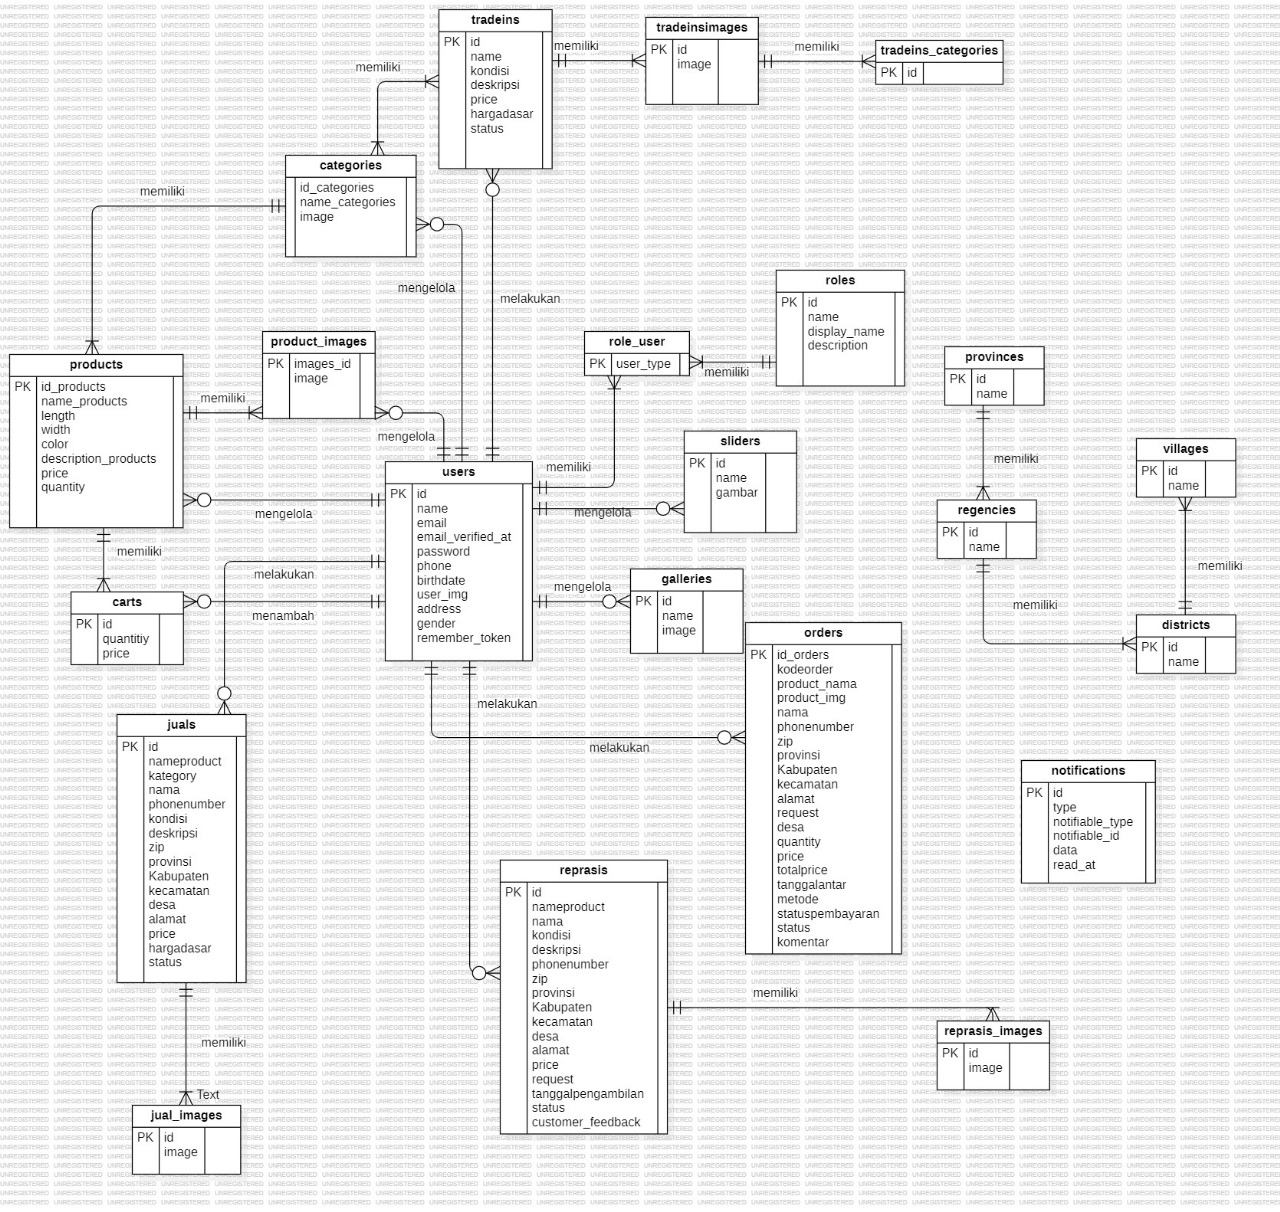 tradeins
PK id
name
kondisi
deskripsi
price
hargadasar
status
memiliki
tradeinsimages
PK id
image
memiliki
tradeins_categories
PK id
memiliki
categories
id_categories
name_categories
image
memiliki
mengelola
melakukan
roles
PK id
name
display_name
description
role_user
PK user_type
memiliki
product_images
PK images_id
image
memiliki
mengelola
products
PK id_products
name_products
length
width
color
description_products
price
quantity
mengelola
provinces
PK id
name
memiliki
villages
PK id
name
memiliki
regencies
PK id
name
memiliki
districts
PK id
name
sliders
PK id
name
gambar
memiliki
mengelola
users
PK id
name
email
email_verified_at
password
phone
birthdate
user_img
address
gender
remember_token
memiliki
melakukan
menambah
carts
PK id
quantitiy
price
mengelola
galleries
PK id
name
image
orders
PK id_orders
kodeorder
product_nama
product_img
nama
phonenumber
zip
provinsi
Kabupaten
kecamatan
alamat
request
desa
quantity
price
totalprice
tanggalantar
metode
statuspembayaran
status
komentar
melakukan
melakukan
juals
PK id
nameproduct
kategory
nama
phonenumber
kondisi
deskripsi
zip
provinsi
Kabupaten
kecamatan
desa
alamat
price
hargadasar
status
notifications
PK id
type
notifiable_type
notifiable_id
data
read_at
reprasis
PK id
nameproduct
nama
kondisi
deskripsi
phonenumber
zip
provinsi
Kabupaten
kecamatan
desa
alamat
price
request
tanggalpengambilan
status
customer_feedback
memiliki
reprasis_images
PK id
image
memiliki
Text
jual_images
PK id
image